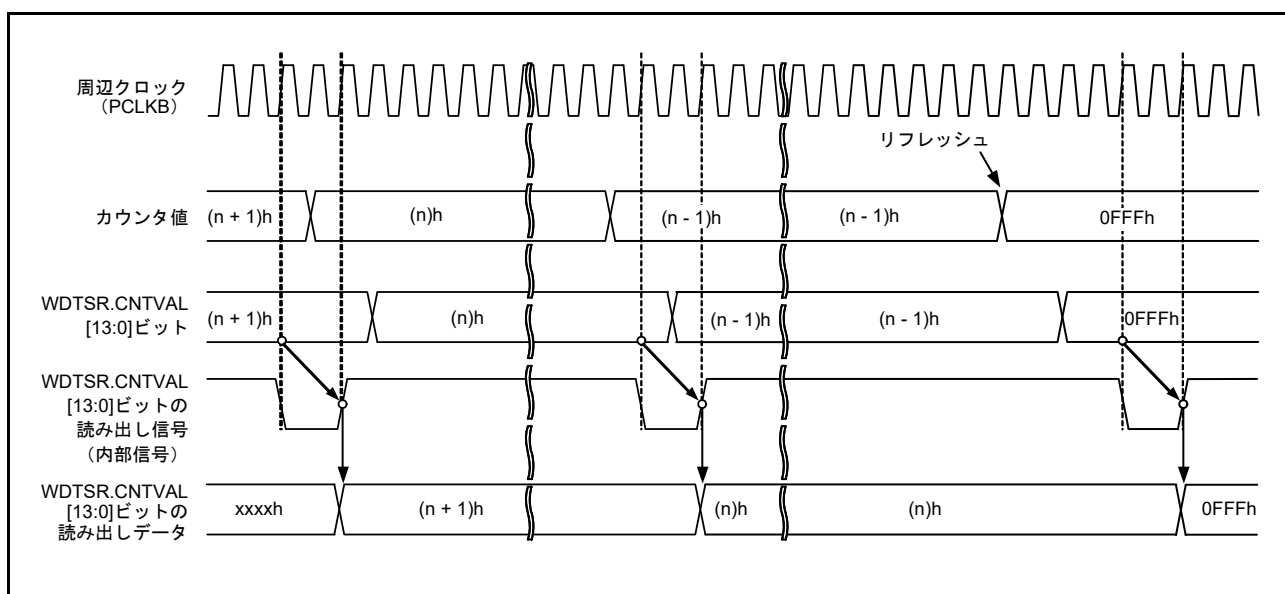 周辺クロック
（PCLKB）
リフレッシュ
カウンタ値
(n + 1)h
(n)h
(n - 1)h
(n - 1)h
0FFFh
WDTSR.CNTVAL
[13:0]ビット
(n + 1)h
(n)h
(n - 1)h
(n - 1)h
0FFFh
WDTSR.CNTVAL
[13:0]ビットの
読み出し信号
（内部信号）
WDTSR.CNTVAL
[13:0]ビットの
読み出しデータ
xxxxh
(n + 1)h
(n)h
(n)h
0FFFh